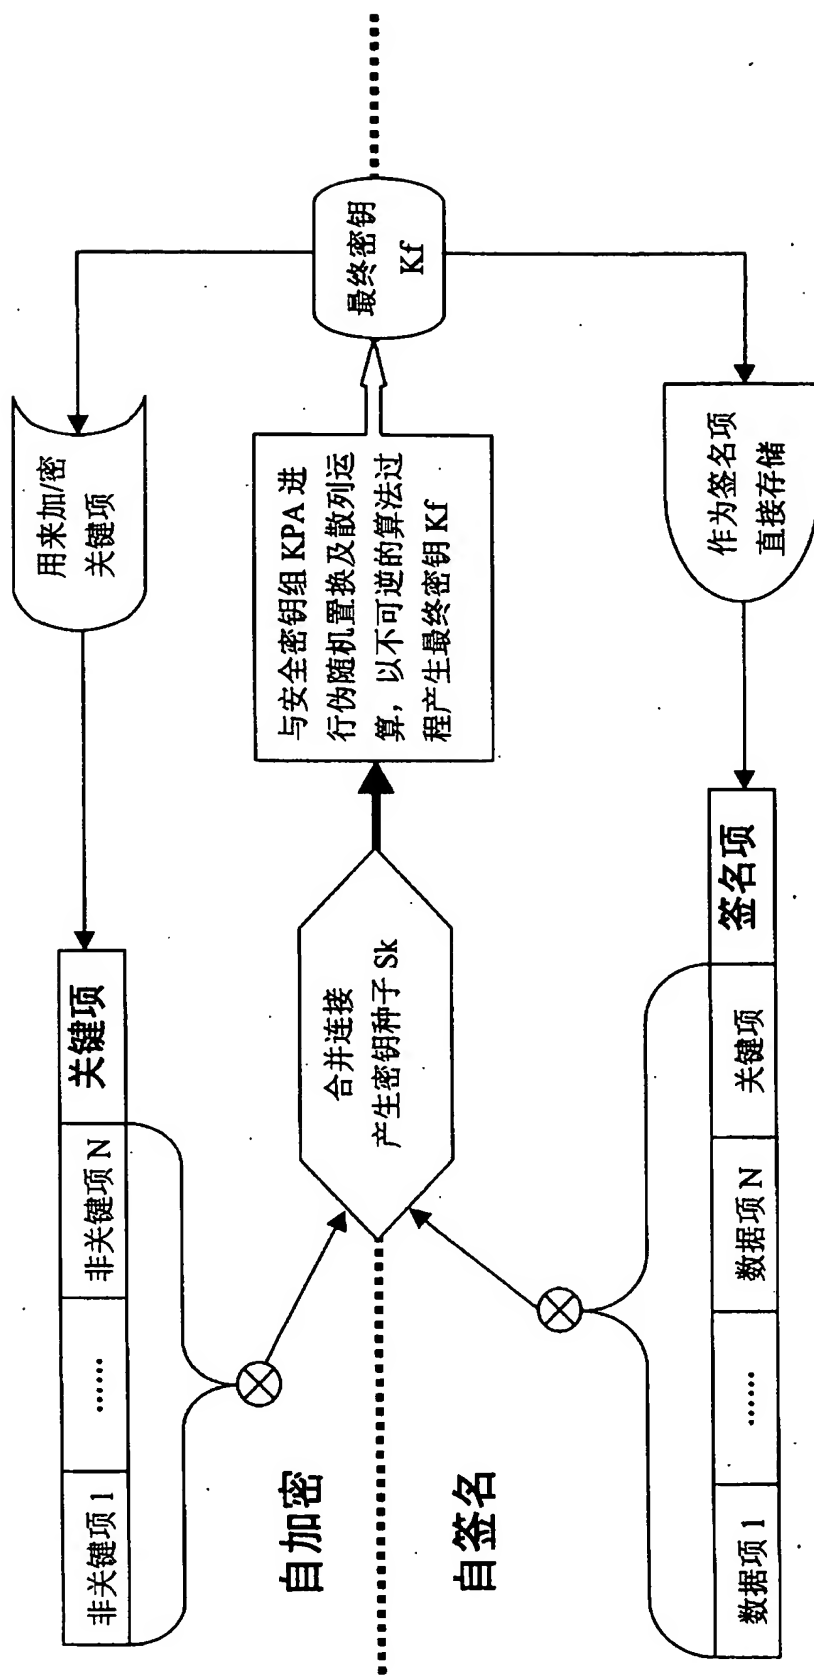 非关键项 1
……
非关键项 N
关键项
用来加/密
关键项
自加密
合并连接
产生密钥种子 Sk
与安全密钥组 KPA 进
行伪随机置换及散列运
算，以不可逆的算法过
程产生最终密钥 Kf
最终密钥
Kf
自签名
作为签名项
直接存储
数据项 1
……
数据项 N
关键项
签名项